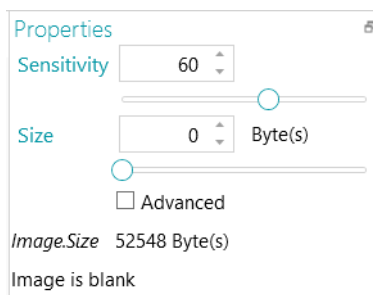 Properties
Sensitivity 60
Size 0 Byte(s)
Advanced
Image.Size 52548 Byte(s)
Image is blank